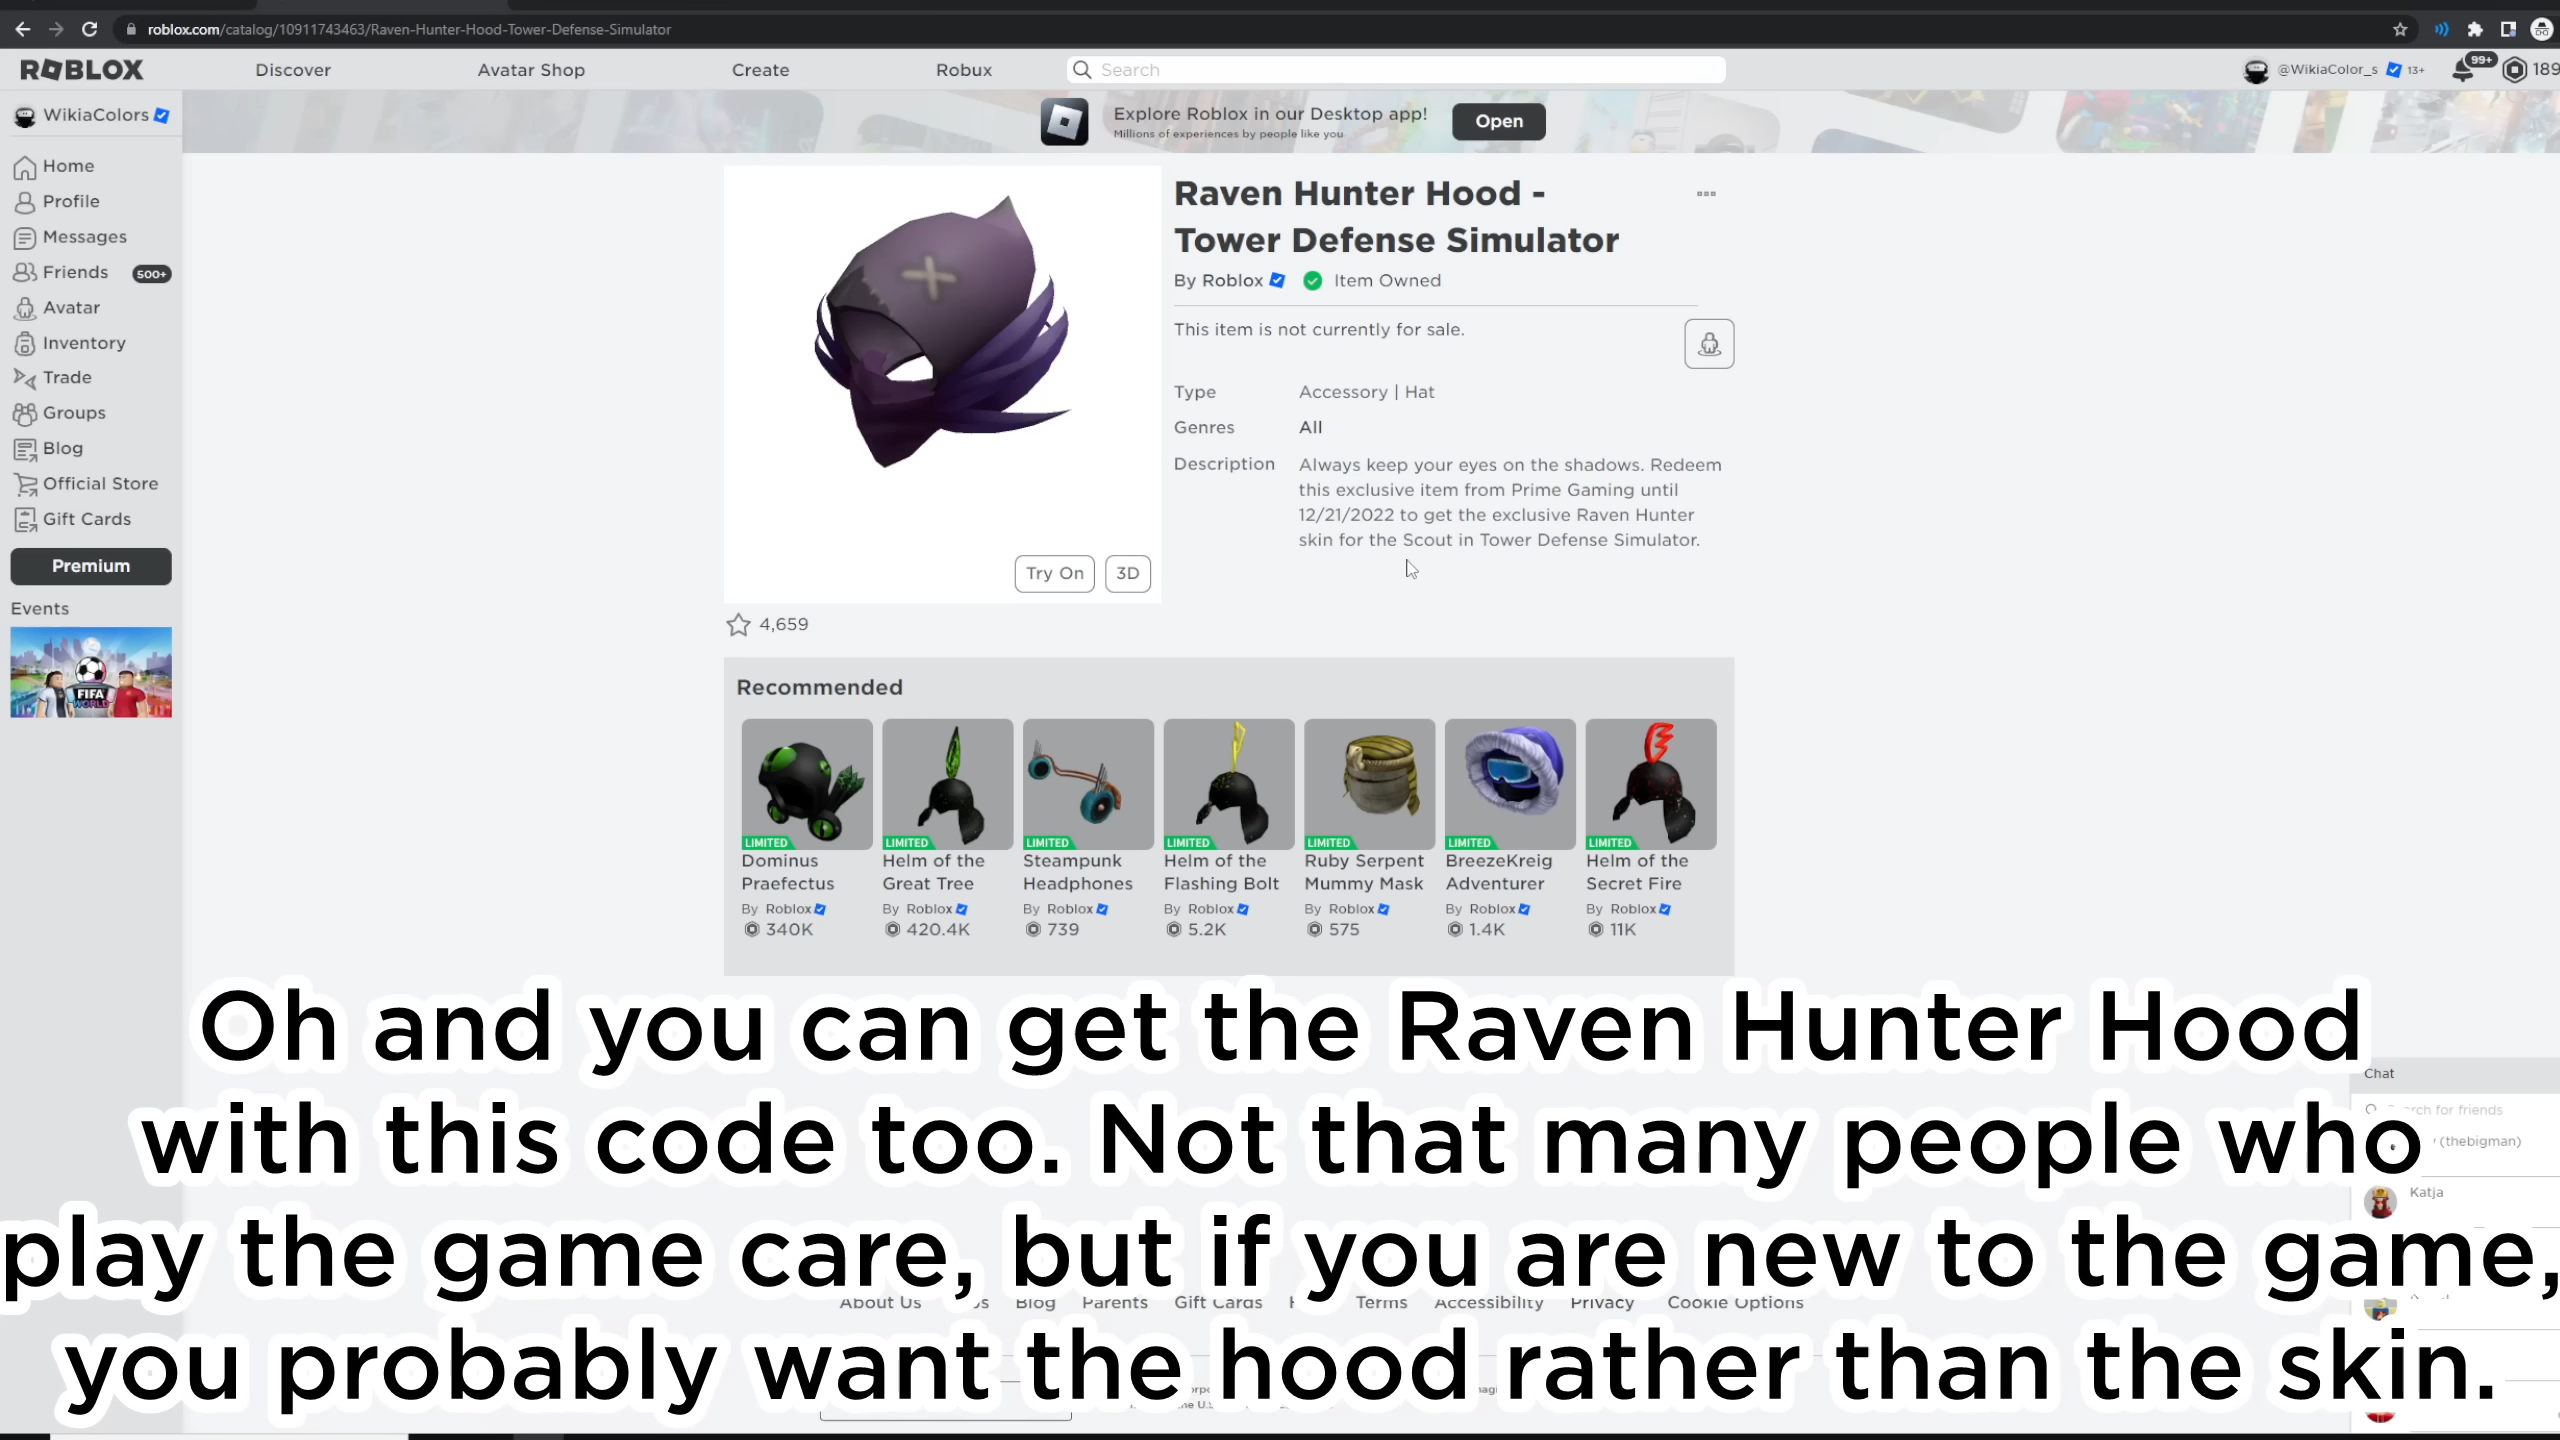 roblox.com/catalog/10911743463/Raven-Hunter-Hood-Tower-Defense-Simulator
ROBLOX
Discover
Avatar Shop
Create
Robux
Search
@WikiaColor_s
13+
99+
189
WikiaColors
Explore Roblox in our Desktop app!
Millions of experiences by people like you
Open
Home
Profile
Messages
Friends 500+
Avatar
Inventory
Trade
Groups
Blog
Official Store
Gift Cards
Premium
Events
FIFA
WORLD
Raven Hunter Hood -
Tower Defense Simulator
By Roblox
Item Owned
This item is not currently for sale.
Type Accessory | Hat
Genres All
Description Always keep your eyes on the shadows. Redeem
this exclusive item from Prime Gaming until
12/21/2022 to get the exclusive Raven Hunter
skin for the Scout in Tower Defense Simulator.
Try On
3D
4,659
Recommended
LIMITED LIMITED LIMITED LIMITED LIMITED LIMITED LIMITED
Dominus Helm of the Steampunk Helm of the Ruby Serpent BreezeKreig Helm of the
Praefectus Great Tree Headphones Flashing Bolt Mummy Mask Adventurer Secret Fire
By Roblox By Roblox By Roblox By Roblox By Roblox By Roblox By Roblox
340K 420.4K 739 5.2K 575 1.4K 11K
Oh and you can get the Raven Hunter Hood
with this code too. Not that many people who
play the game care, but if you are new to the game,
you probably want the hood rather than the skin.
Chat
for friends
(thebigman)
Katja
About Us Blog Parents Gift Cards Terms Accessibility Privacy Cookie Options